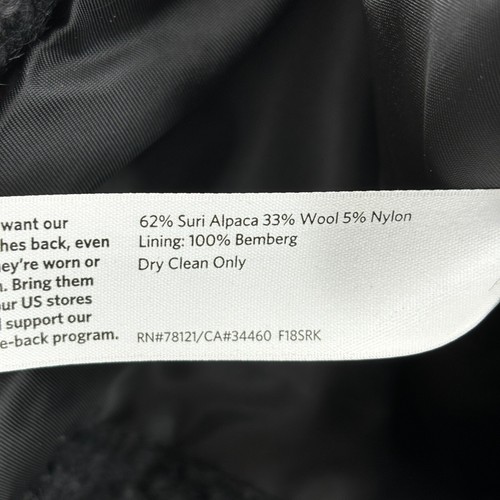 want our
hes back, even
ey're worn or
. Bring them
ur US stores
support our
e-back program.
62% Suri Alpaca 33% Wool 5% Nylon
Lining: 100% Bemberg
Dry Clean Only
RN#78121/CA#34460 F18SRK